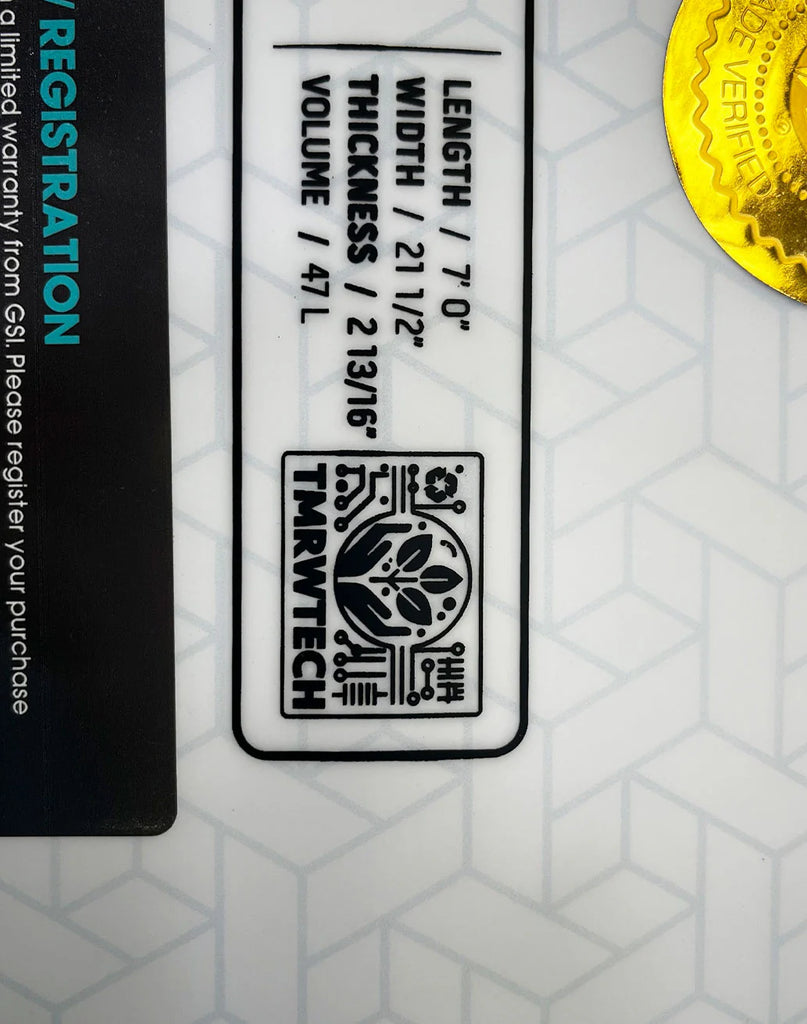 / REGISTRATION
a limited warranty from GSI. Please register your purchase
LENGTH / 7' 0"
WIDTH / 21 1/2"
THICKNESS / 2 13/16"
VOLUME / 47 L
TMRWTECH
VERIFIED